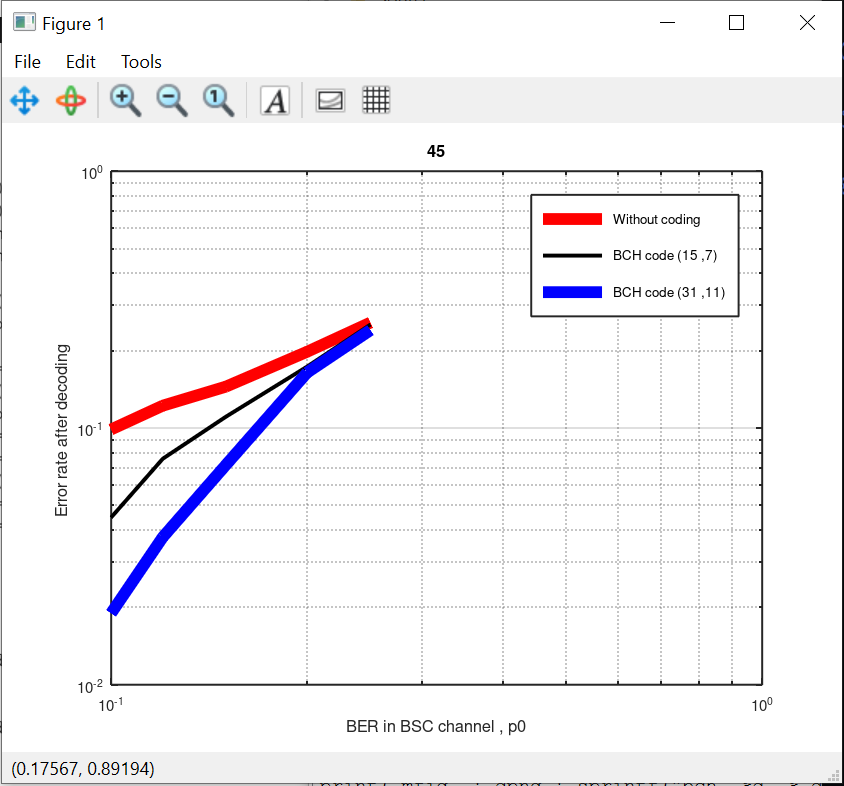 Figure 1
File Edit Tools
A
45
10^0
Without coding
BCH code (15 ,7)
BCH code (31 ,11)
Error rate after decoding
10^-1
10^-2
10^-1
10^0
BER in BSC channel , p0
(0.17567, 0.89194)